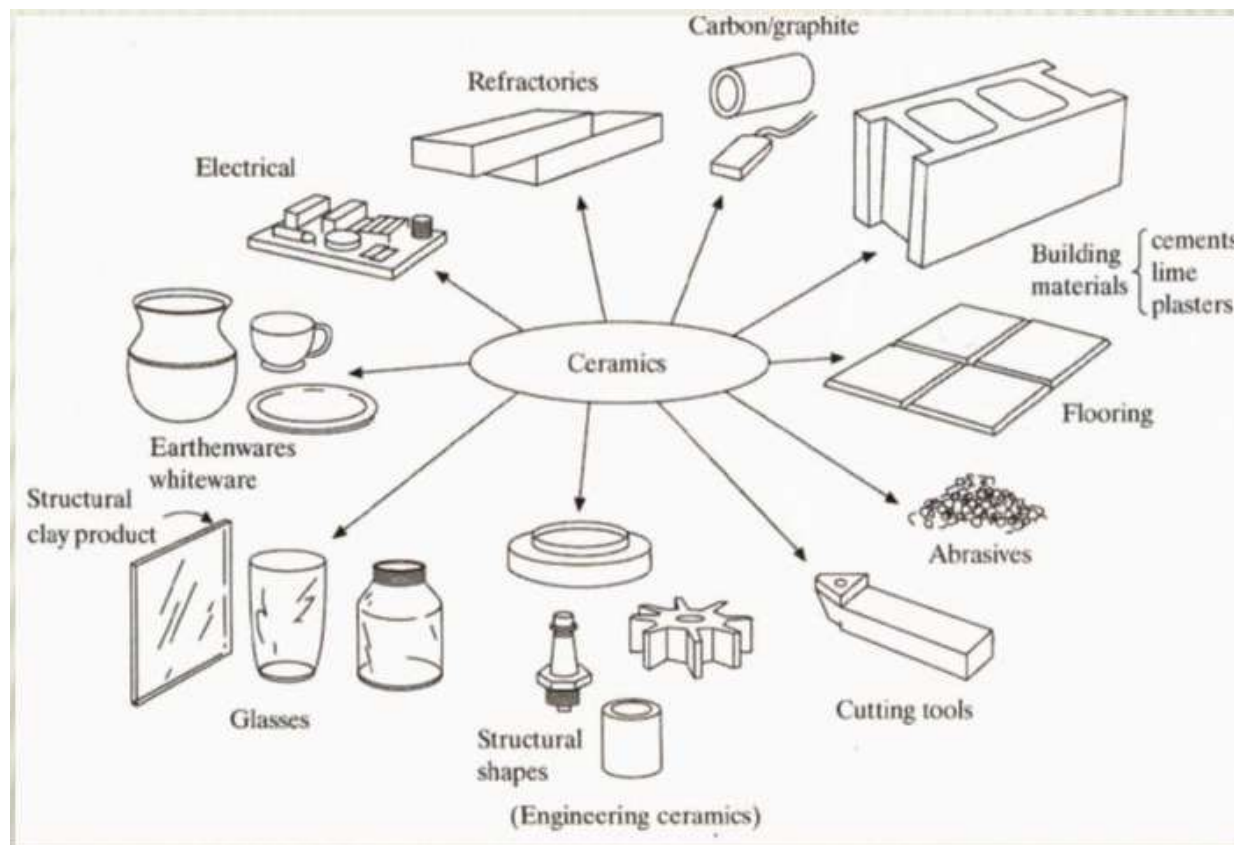 Carbon/graphite
Refractories
Electrical
Building
materials
cements
lime
plasters
Ceramics
Flooring
Earthenwares
whiteware
Structural
clay product
Abrasives
Glasses
Structural
shapes
Cutting tools
(Engineering ceramics)